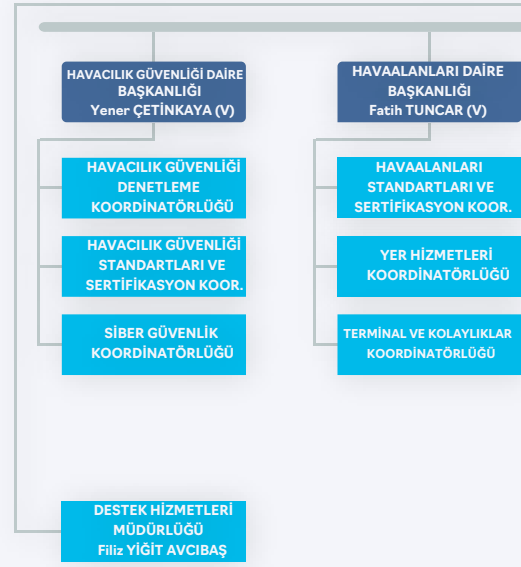 HAVACILIK GÜVENLİĞİ DAİRE
BAŞKANLIĞI
Yener ÇETİNKAYA (V)
HAVACILIK GÜVENLİĞİ
DENETLEME
KOORDİNATÖRLÜĞÜ
HAVACILIK GÜVENLİĞİ
STANDARTLARI VE
SERTİFİKASYON KOOR.
SİBER GÜVENLİK
KOORDİNATÖRLÜĞÜ
HAVAALANLARI DAİRE
BAŞKANLIĞI
Fatih TUNCAR (V)
HAVAALANLARI
STANDARTLARI VE
SERTİFİKASYON KOOR.
YER HİZMETLERİ
KOORDİNATÖRLÜĞÜ
TERMINAL VE KOLAYLIKLAR
KOORDİNATÖRLÜĞÜ
DESTEK HİZMETLERİ
MÜDÜRLÜĞÜ
Filiz YİĞİT AVCIBAŞ